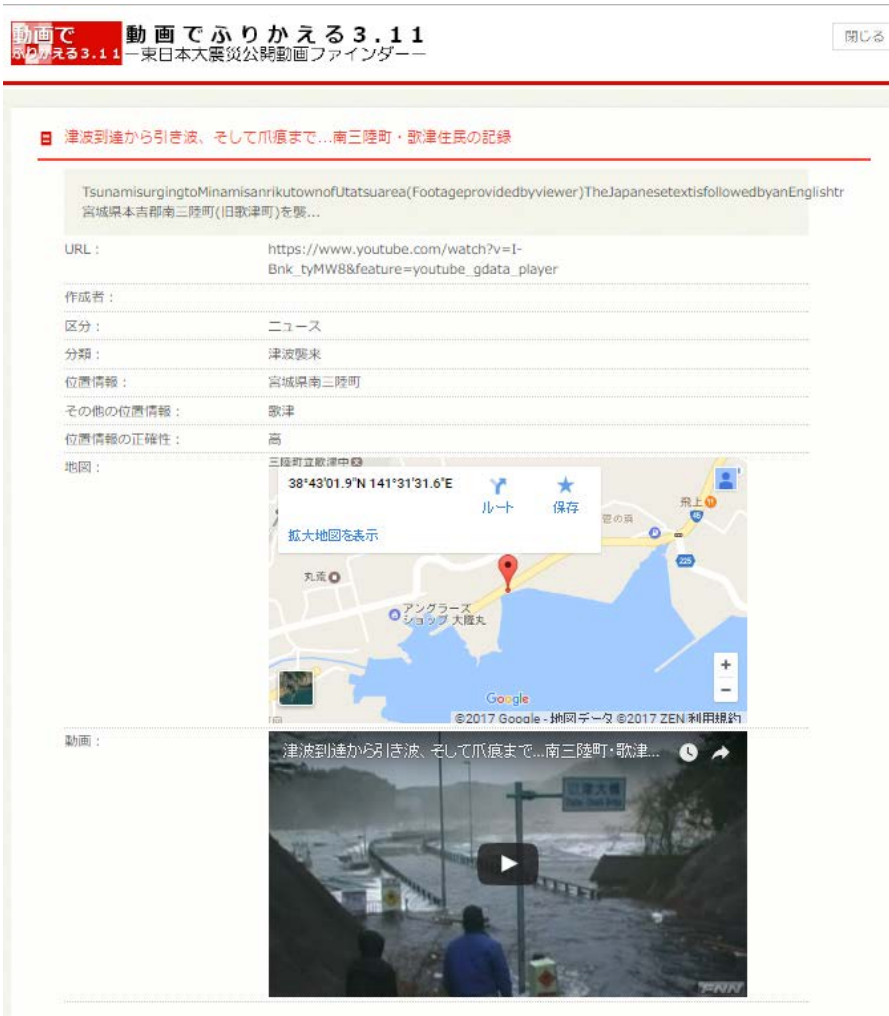 動画で
ふりかえる3.11
動画でふりかえる3.11
―東日本大震災公開動画ファインダー―
閉じる
津波到達から引き波、そして爪痕まで...南三陸町・歌津住民の記録
TsunamisurgingtoMinamisanrikutownofUtatsuarea(Footageprovidedbyviewer)TheJapanesetextisfollowedbyanEnglishtr
宮城県本吉郡南三陸町(旧歌津町)を襲...
URL :
https://www.youtube.com/watch?v=I-
Bnk_tyMW8&feature=youtube_gdata_player
作成者 :
区分 :
ニュース
分類 :
津波襲来
位置情報 :
宮城県南三陸町
その他の位置情報 :
歌津
位置情報の正確性 :
高
地図 :
三陸町立歌津中
38°43'01.9"N 141°31'31.6"E
ルート
保存
拡大地図を表示
管の浜
飛上
45
225
丸荒
アングラーズ
ショップ 大隆丸
+
−
Google
©2017 Google - 地図データ ©2017 ZEN 利用規約
動画 :
津波到達から引き波、そして爪痕まで...南三陸町・歌津...
歌津大橋
FNN